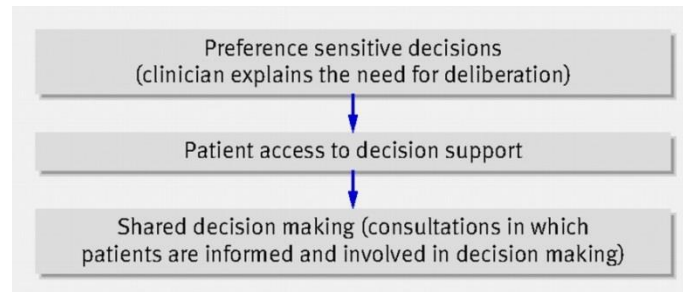 Preference sensitive decisions
(clinician explains the need for deliberation)
Patient access to decision support
Shared decision making (consultations in which
patients are informed and involved in decision making)